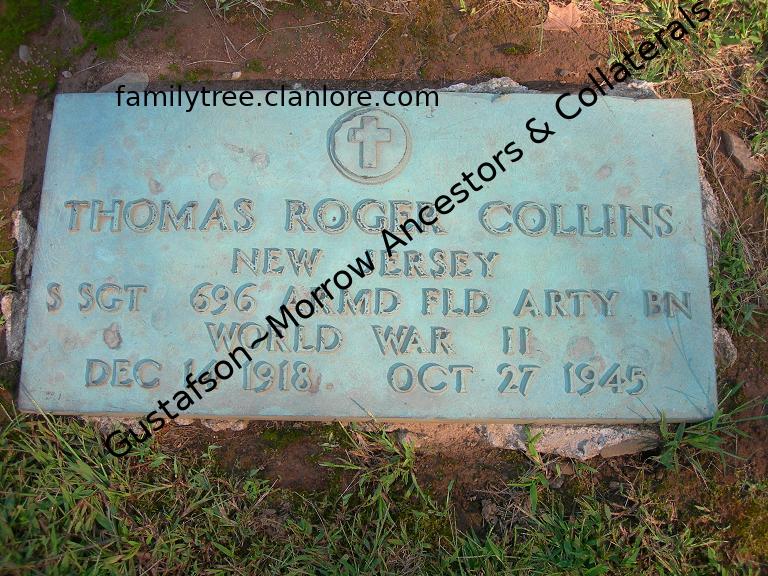 familytree.clanlore.com
Gustafson~Morrow Ancestors & Collaterals
THOMAS ROGER COLLINS
NEW JERSEY
S SGT 696 ARMD FLD ARTY BN
WORLD WAR II
DEC 1918 OCT 27 1945